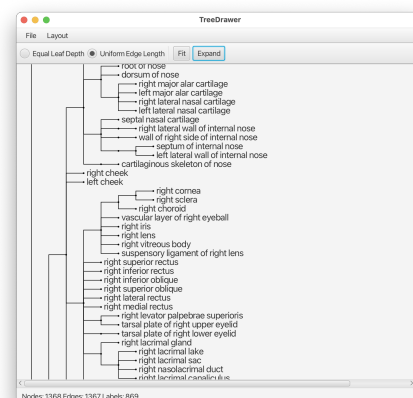 TreeDrawer
File Layout
Equal Leaf Depth Uniform Edge Length Fit Expand
root of nose
dorsum of nose
right major alar cartilage
left major alar cartilage
right lateral nasal cartilage
left lateral nasal cartilage
septal nasal cartilage
right lateral wall of internal nose
wall of right side of internal nose
septum of internal nose
left lateral wall of internal nose
cartilaginous skeleton of nose
right cheek
left cheek
right cornea
right sclera
right choroid
vascular layer of right eyeball
right iris
right lens
right vitreous body
suspensory ligament of right lens
right superior rectus
right inferior rectus
right inferior oblique
right superior oblique
right lateral rectus
right medial rectus
right levator palpebrae superioris
tarsal plate of right upper eyelid
tarsal plate of right lower eyelid
right lacrimal gland
right lacrimal lake
right lacrimal sac
right nasolacrimal duct
right lacrimal canaliculus
Nodes: 1368 Edges: 1367 Labels: 869